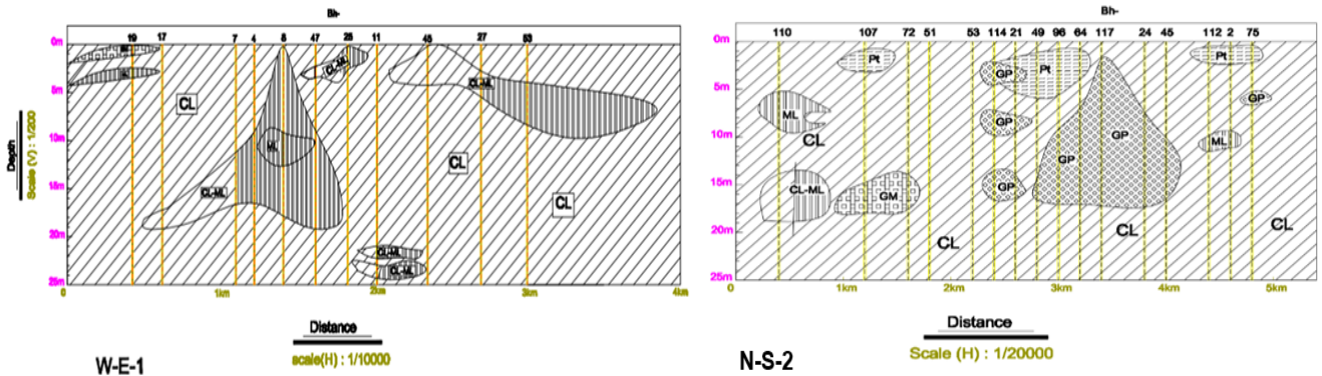 Bh-
19 17 7 4 8 47 25 11 45 27 53
0m
5m
10m
15m
20m
25m
Depth
Scale (V) : 1/200
CL-ML
CL-ML
CL
ML
CL
CL-ML
CL
CL-ML
CL-ML
0 1km 2km 3km 4km
Distance
scale(H) : 1/10000
W-E-1
Bh-
110 107 72 51 53 114 21 49 96 64 117 24 45 112 2 75
0m
5m
10m
15m
20m
25m
Pt Pt Pt
GP
GP
ML
GP
CL
GP
ML
GP
CL-ML
GM
GP
CL
CL
CL
0 1km 2km 3km 4km 5km
Distance
Scale (H) : 1/20000
N-S-2